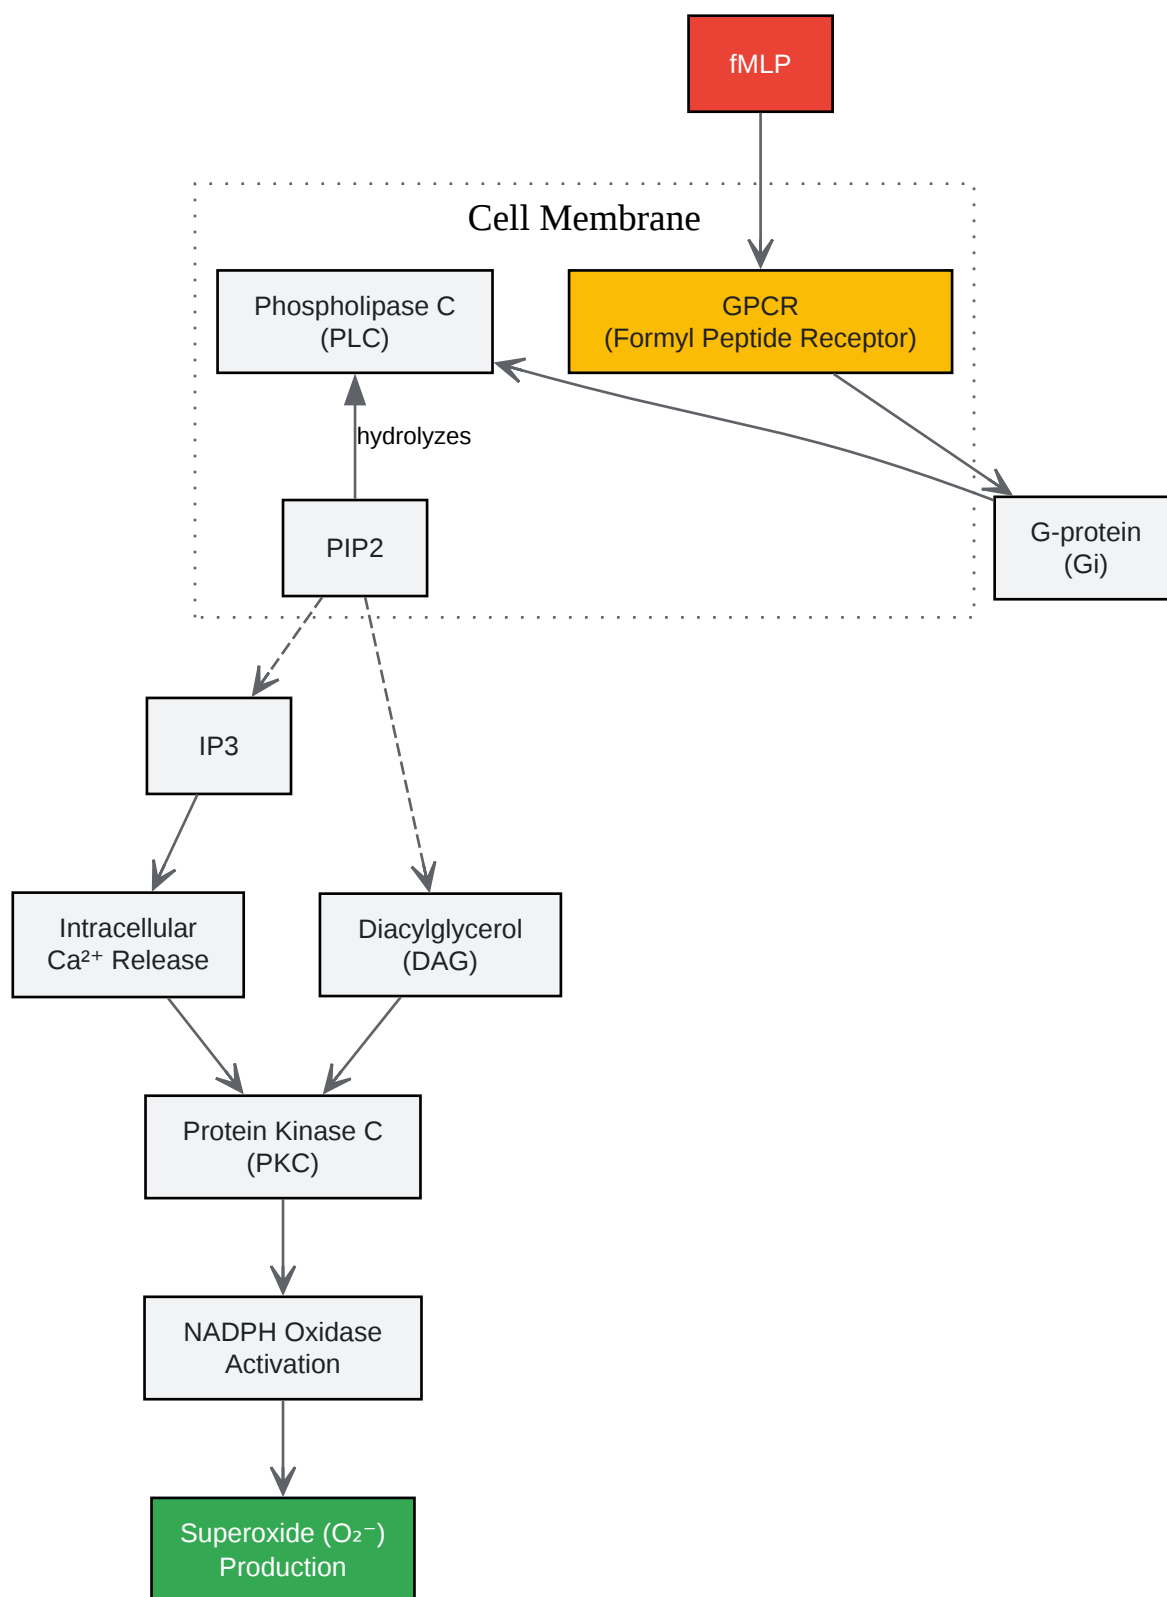 fMLP
Cell Membrane
Phospholipase C
(PLC)
GPCR
(Formyl Peptide Receptor)
hydrolyzes
PIP2
G-protein
(Gi)
IP3
Intracellular
Ca²⁺ Release
Diacylglycerol
(DAG)
Protein Kinase C
(PKC)
NADPH Oxidase
Activation
Superoxide (O₂⁻)
Production